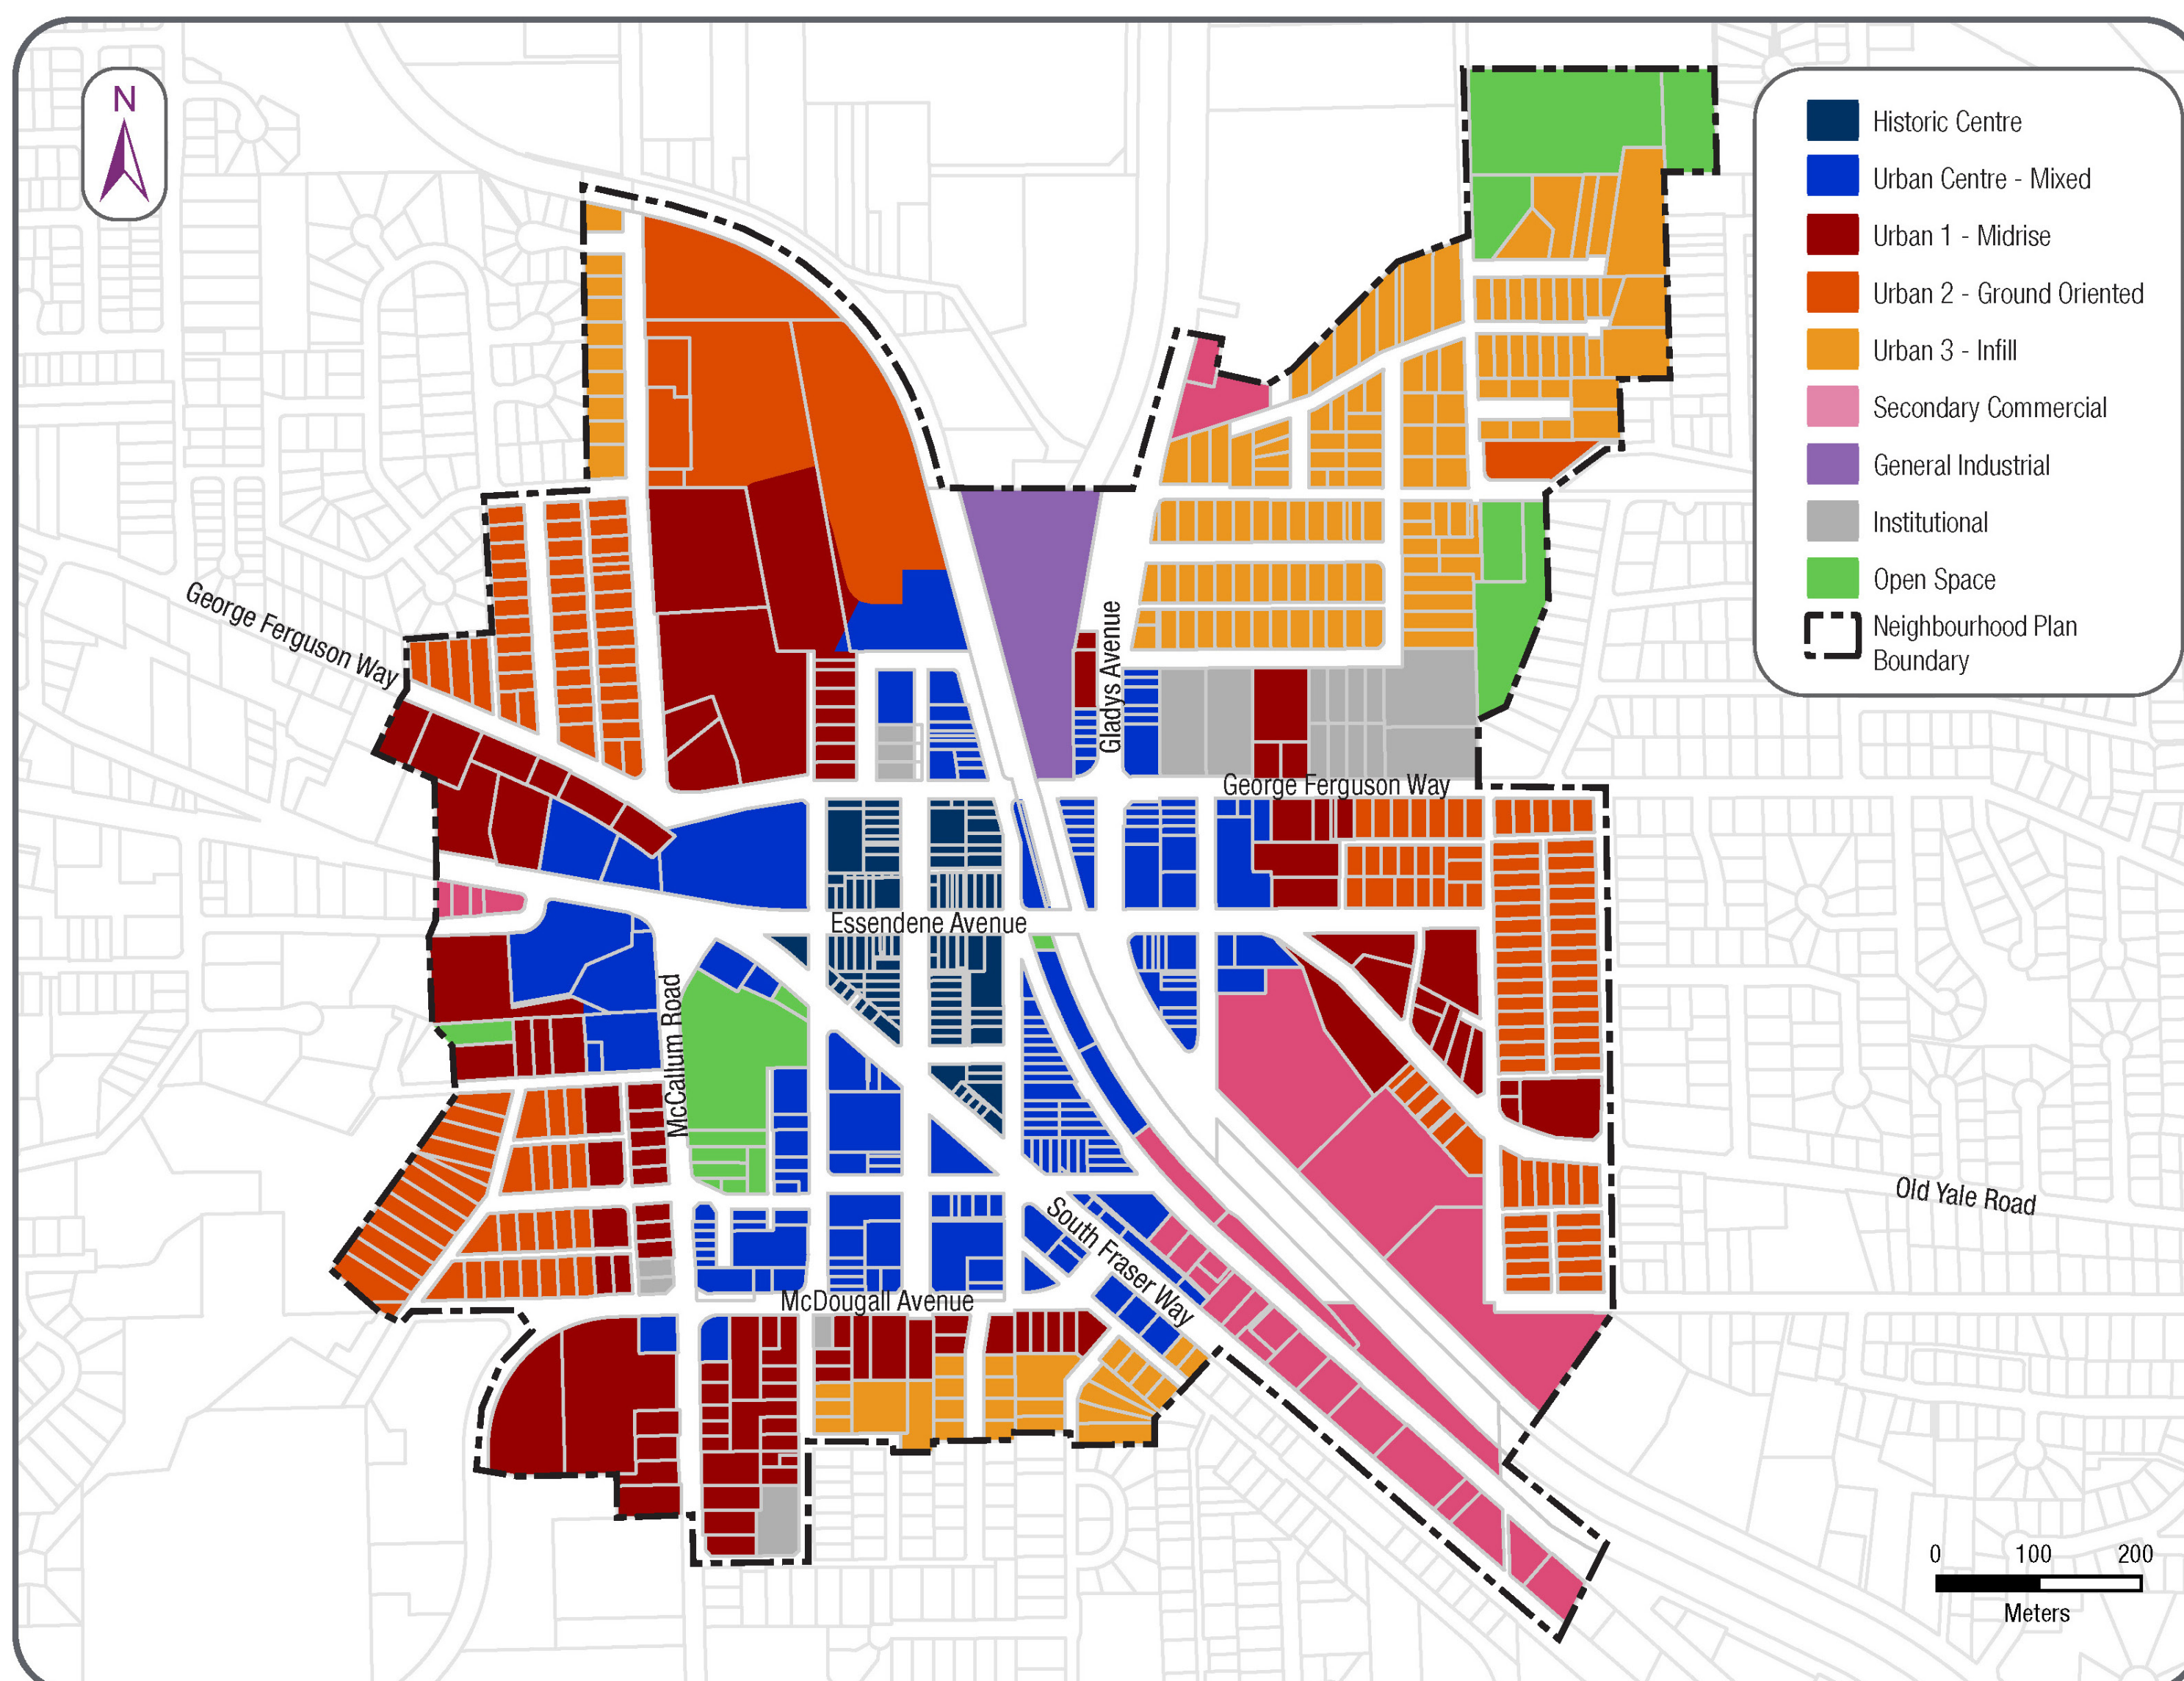 N
Historic Centre
Urban Centre - Mixed
Urban 1 - Midrise
Urban 2 - Ground Oriented
Urban 3 - Infill
Secondary Commercial
General Industrial
Institutional
Open Space
Neighbourhood Plan
Boundary
George Ferguson Way
Gladys Avenue
George Ferguson Way
Essendene Avenue
McCallum Road
Old Yale Road
South Fraser Way
McDougall Avenue
0 100 200
Meters